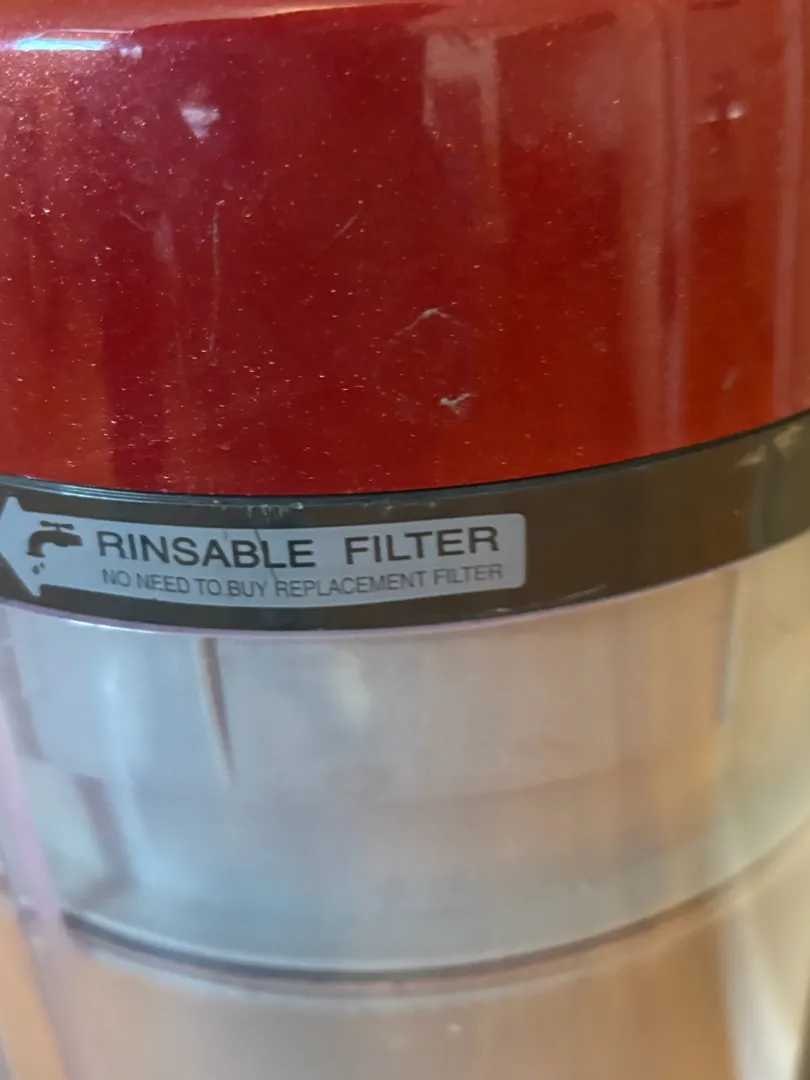 RINSABLE FILTER
NO NEED TO BUY REPLACEMENT FILTER